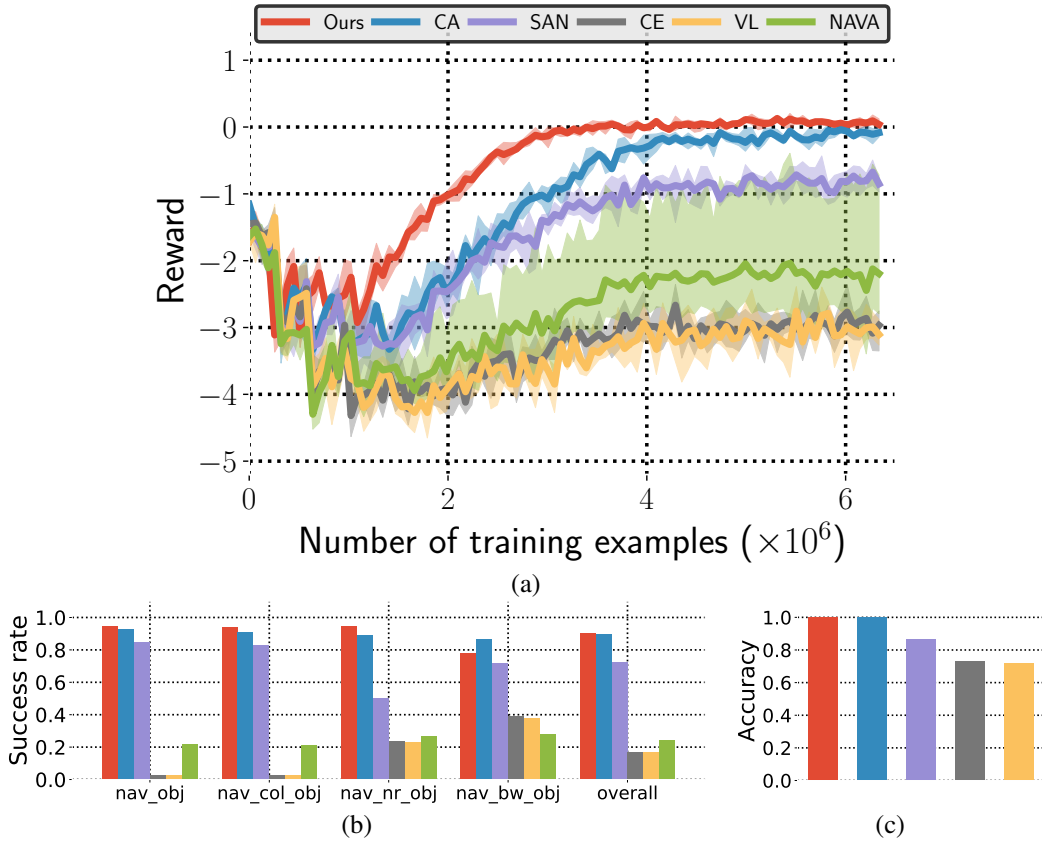 Ours CA SAN CE VL NAVA
1
0
−1
−2
−3
−4
−5
Reward
0 2 4 6
Number of training examples (×10⁶)
(a)
Success rate
1.0
0.8
0.6
0.4
0.2
0.0
nav_obj nav_col_obj nav_nr_obj nav_bw_obj overall
(b)
Accuracy
1.0
0.8
0.6
0.4
0.2
0.0
(c)